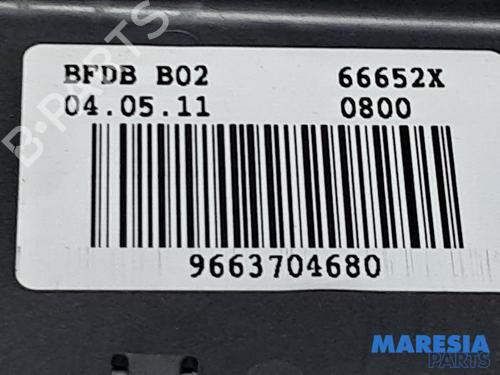 BFDB B02 66652X
04.05.11 0800
9663704680
B-PARTS
MARESIA
PARTS